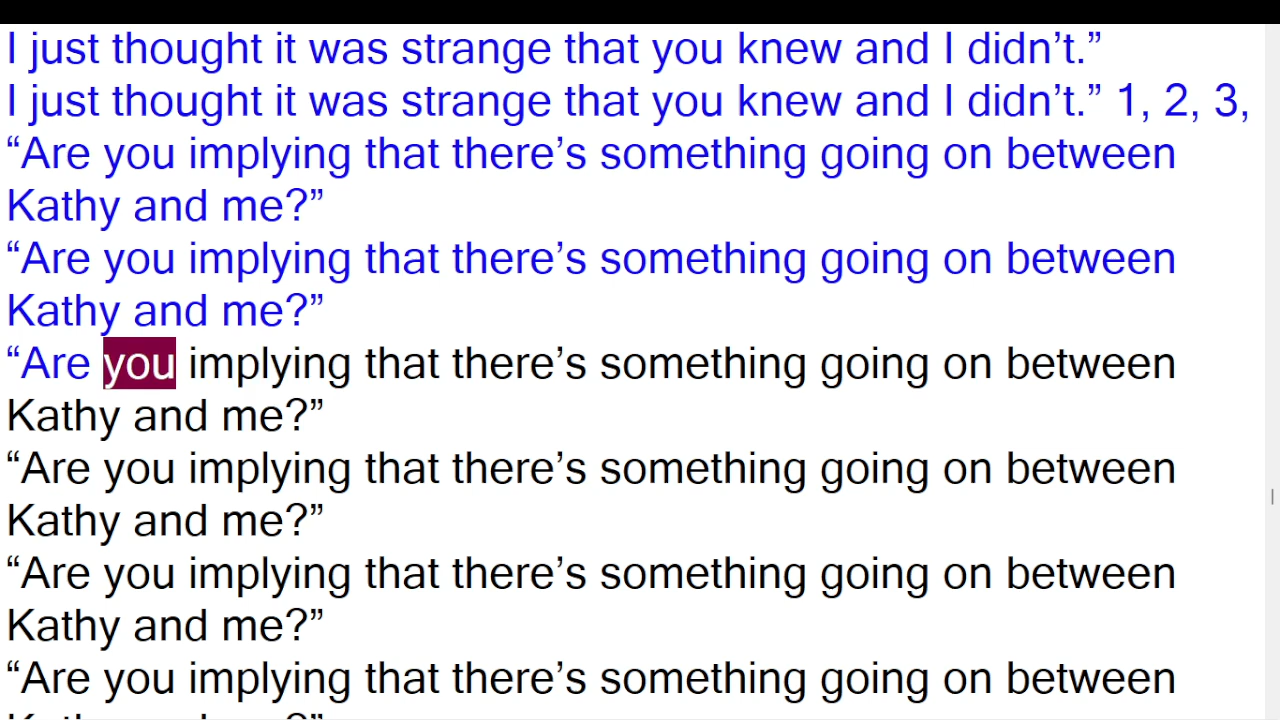 I just thought it was strange that you knew and I didn’t.”
I just thought it was strange that you knew and I didn’t.” 1, 2, 3,
“Are you implying that there’s something going on between
Kathy and me?”
“Are you implying that there’s something going on between
Kathy and me?”
“Are you implying that there’s something going on between
Kathy and me?”
“Are you implying that there’s something going on between
Kathy and me?”
“Are you implying that there’s something going on between
Kathy and me?”
“Are you implying that there’s something going on between